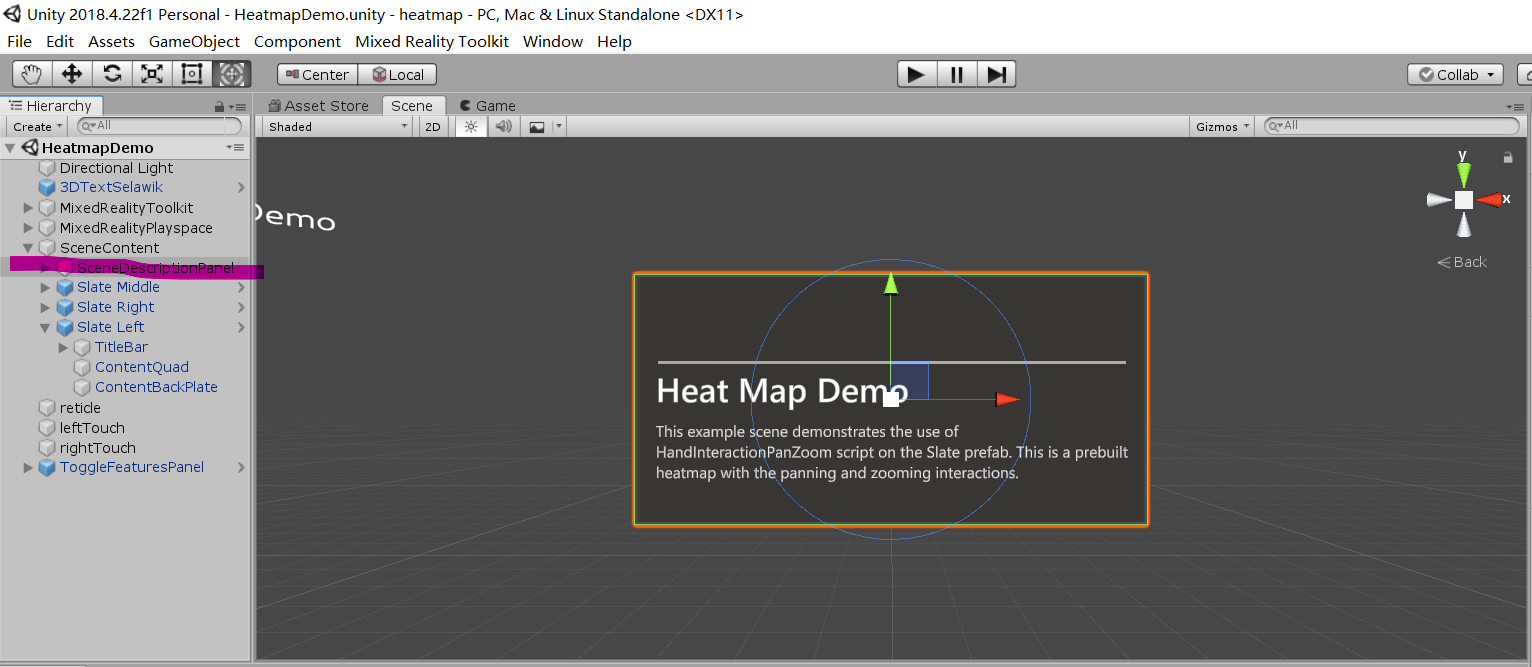 Unity 2018.4.22f1 Personal - HeatmapDemo.unity - heatmap - PC, Mac & Linux Standalone <DX11>
File Edit Assets GameObject Component Mixed Reality Toolkit Window Help
Center Local Collab
Hierarchy Asset Store Scene Game
Create All Shaded 2D Gizmos All
HeatmapDemo
Directional Light
3DTextSelawik
MixedRealityToolkit
MixedRealityPlayspace
SceneContent
SceneDescriptionPanel
Slate Middle
Slate Right
Slate Left
TitleBar
ContentQuad
ContentBackPlate
reticle
leftTouch
rightTouch
ToggleFeaturesPanel
Demo
y
x
Back
Heat Map Demo
This example scene demonstrates the use of
HandInteractionPanZoom script on the Slate prefab. This is a prebuilt
heatmap with the panning and zooming interactions.